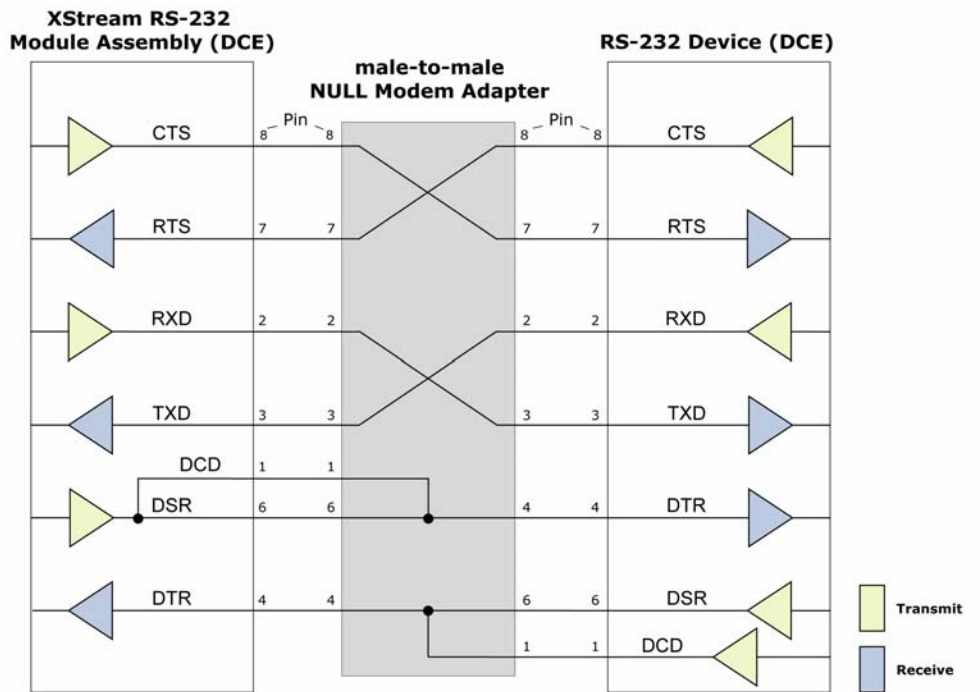 XStream RS-232
Module Assembly (DCE)
RS-232 Device (DCE)
male-to-male
NULL Modem Adapter
CTS 8 Pin 8 8 Pin 8 CTS
RTS 7 7 7 7 RTS
RXD 2 2 2 2 RXD
TXD 3 3 3 3 TXD
DCD 1 1
DSR 6 6 4 4 DTR
DTR 4 4 6 6 DSR
1 1 DCD
Transmit
Receive